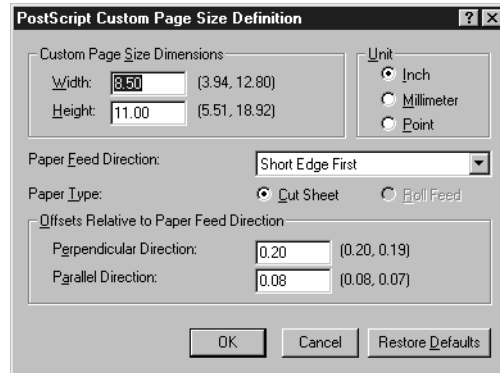 PostScript Custom Page Size Definition
Custom Page Size Dimensions
Width: 8.50 (3.94, 12.80)
Height: 11.00 (5.51, 18.92)
Unit
Inch
Millimeter
Point
Paper Feed Direction: Short Edge First
Paper Type: Cut Sheet Roll Feed
Offsets Relative to Paper Feed Direction
Perpendicular Direction: 0.20 (0.20, 0.19)
Parallel Direction: 0.08 (0.08, 0.07)
OK Cancel Restore Defaults